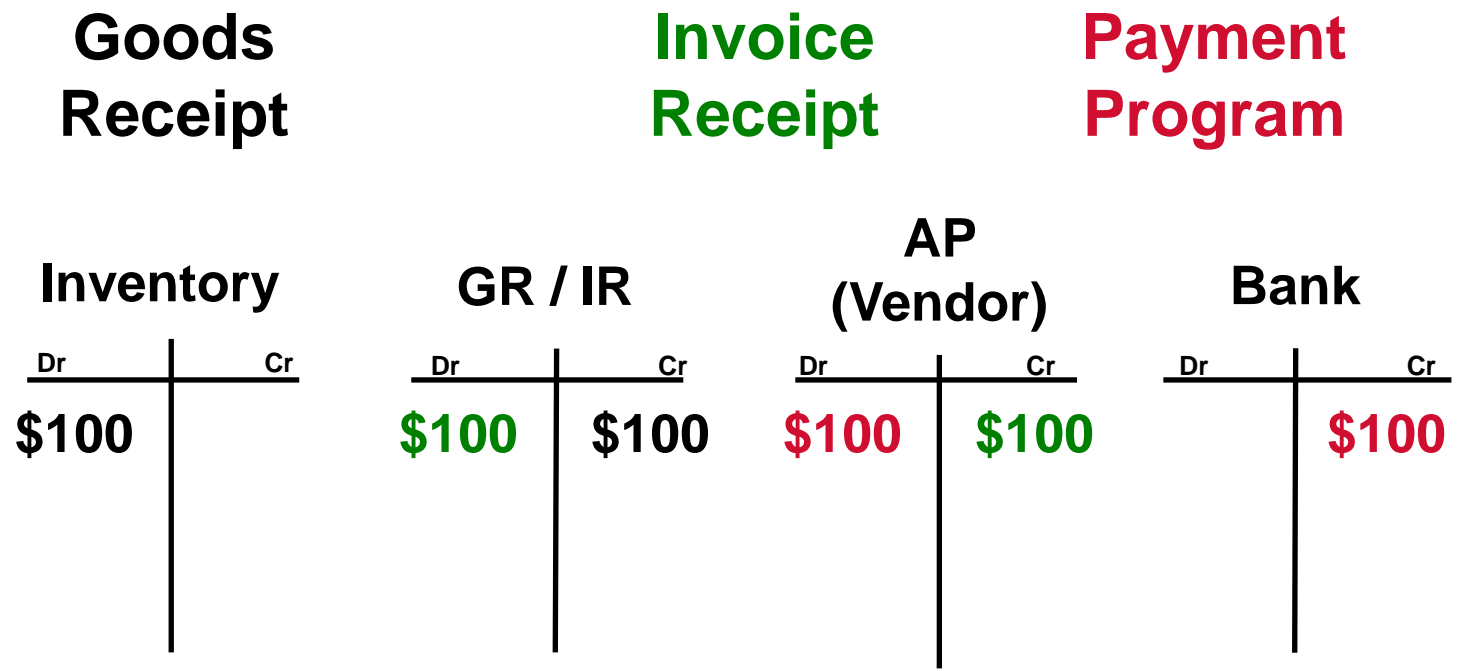 Goods Receipt
Invoice Receipt
Payment Program
Inventory
GR / IR
AP
(Vendor)
Bank
Dr Cr
Dr Cr
Dr Cr
Dr Cr
$100
$100 $100
$100 $100
$100